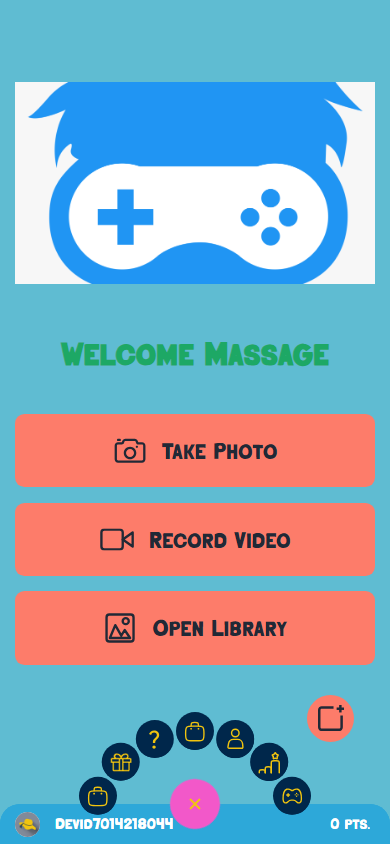 Welcome Massage
Take Photo
Record Video
Open Library
?
Devid7014218044
0 pts.